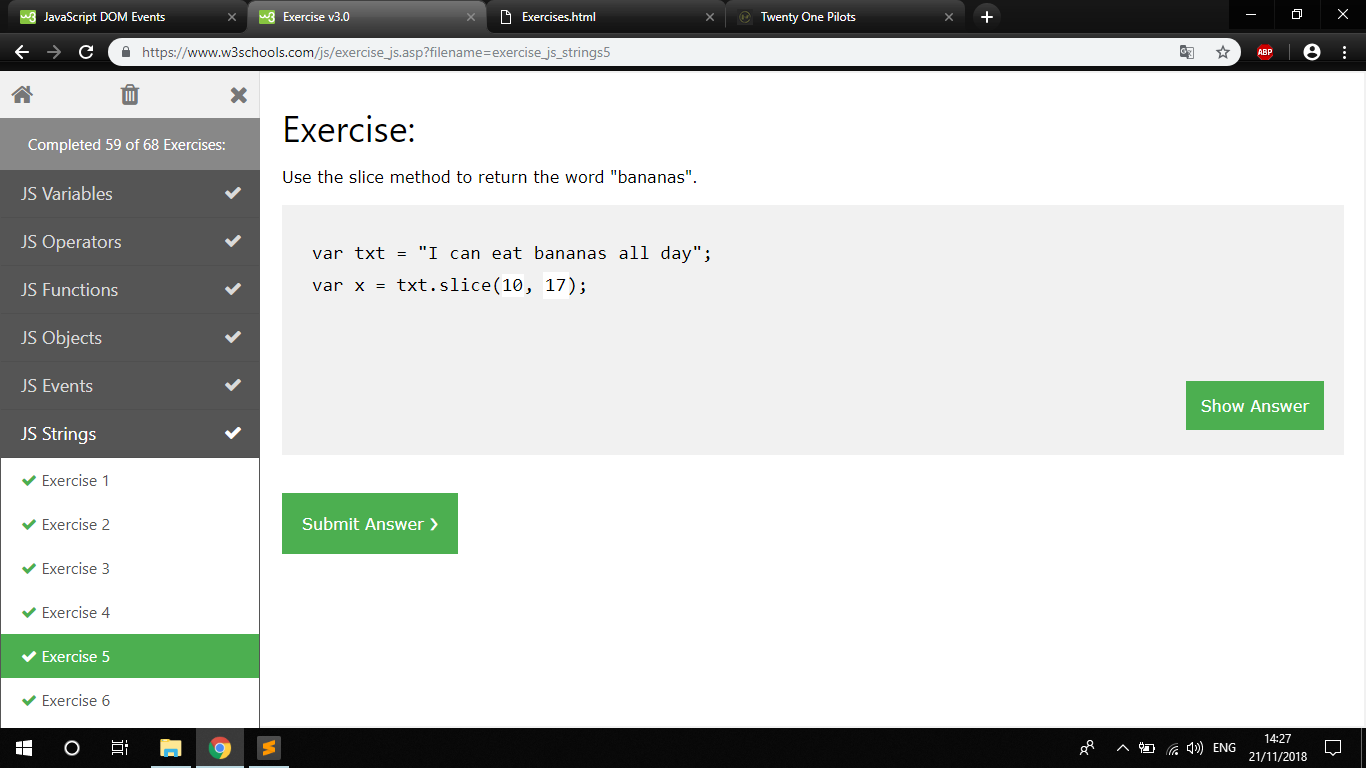 JavaScript DOM Events
Exercise v3.0
Exercises.html
Twenty One Pilots
https://www.w3schools.com/js/exercise_js.asp?filename=exercise_js_strings5
ABP
Completed 59 of 68 Exercises:
JS Variables
JS Operators
JS Functions
JS Objects
JS Events
JS Strings
Exercise 1
Exercise 2
Exercise 3
Exercise 4
Exercise 5
Exercise 6
Exercise:
Use the slice method to return the word "bananas".
var txt = "I can eat bananas all day";
var x = txt.slice(10, 17);
Show Answer
Submit Answer ❯
ENG
14:27
21/11/2018